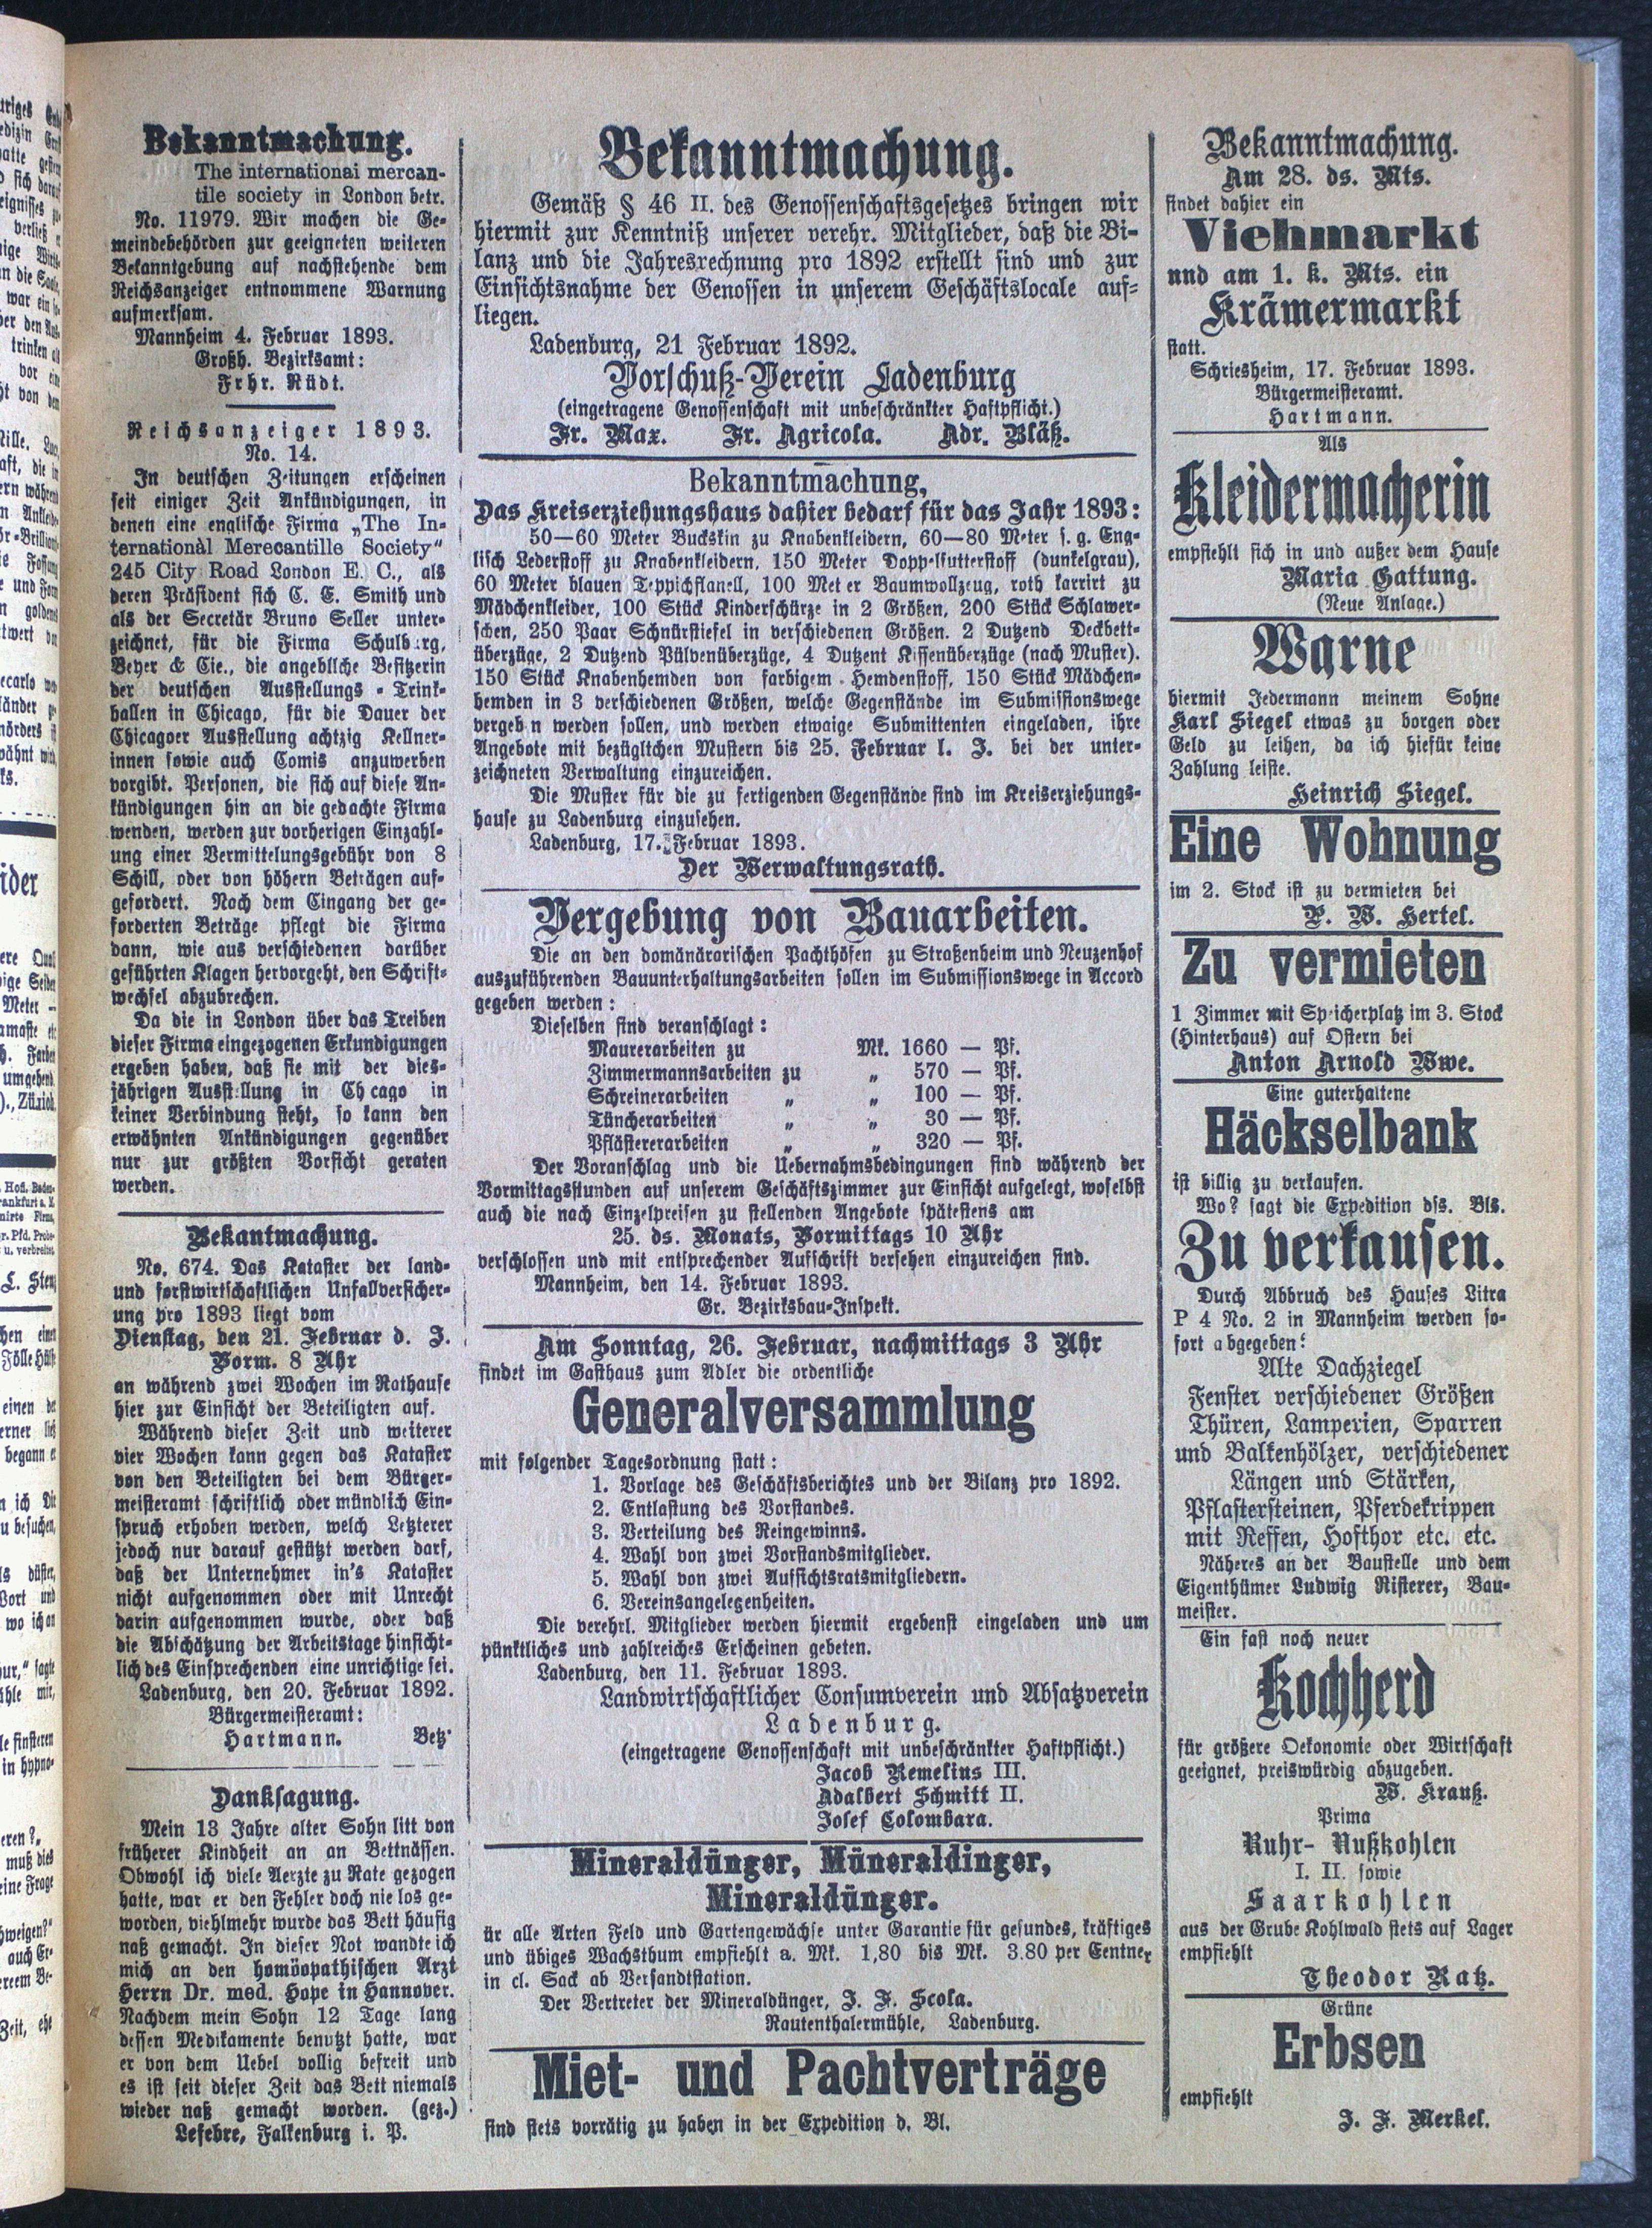 Bekanntmachung.
The internationai mercan-
tile society in London betr.
No. 11979. Wir machen die Ge-
meindebehörden zur geeigneten weiteren
Bekanntgebung auf nachstehende dem
Reichsanzeiger entnommene Warnung
aufmerksam.
Mannheim 4. Februar 1893.
Großh. Bezirksamt:
Frhr. Rüdt.
Reichsanzeiger 1893.
No. 14.
In deutschen Zeitungen erscheinen
seit einiger Zeit Ankündigungen, in
denen eine englische Firma „The In-
ternational Merecantille Society“
245 City Road London E. C., als
deren Präsident sich C. E. Smith und
als der Secretär Bruno Seller unter-
zeichnet, für die Firma Schulb rg,
Beyer & Cie., die angebllche Besitzerin
der deutschen Ausstellungs - Trink-
hallen in Chicago, für die Dauer der
Chicagoer Ausstellung achtzig Kellner-
innen sowie auch Comis anzuwerben
vorgibt. Personen, die sich auf diese An-
kündigungen hin an die gedachte Firma
wenden, werden zur vorherigen Einzahl-
ung einer Vermittelungsgebühr von 8
Schill, oder von höhern Beträgen auf-
gefordert. Nach dem Eingang der ge-
forderten Beträge pflegt die Firma
dann, wie aus verschiedenen darüber
geführten Klagen hervorgeht, den Schrift-
wechsel abzubrechen.
Da die in London über das Treiben
dieser Firma eingezogenen Erkundigungen
ergeben haben, daß sie mit der dies-
jährigen Ausst:llung in Ch cago in
keiner Verbindung steht, so kann den
erwähnten Ankündigungen gegenüber
nur zur größten Vorsicht geraten
werden.
Bekantmachung.
No. 674. Das Kataster der land-
und forstwirtschaftlichen Unfallversicher-
ung pro 1893 liegt vom
Dienstag, den 21. Februar d. J.
Vorm. 8 Uhr
an während zwei Wochen im Rathause
hier zur Einsicht der Beteiligten auf.
Während dieser Zeit und weiterer
vier Wochen kann gegen das Kataster
von den Beteiligten bei dem Bürger-
meisteramt schriftlich oder mündlich Ein-
spruch erhoben werden, welch Letzterer
jedoch nur darauf gestützt werden darf,
daß der Unternehmer in's Kataster
nicht aufgenommen oder mit Unrecht
darin aufgenommen wurde, oder daß
die Abschätzung der Arbeitstage hinsicht-
lich des Einsprechenden eine unrichtige sei.
Ladenburg, den 20. Februar 1892.
Bürgermeisteramt:
Hartmann. Betz
Danksagung.
Mein 13 Jahre alter Sohn litt von
früherer Kindheit an an Bettnässen.
Obwohl ich viele Aerzte zu Rate gezogen
hatte, war er den Fehler doch nie los ge-
worden, viehlmehr wurde das Bett häufig
naß gemacht. In dieser Not wandte ich
mich an den homöopathischen Arzt
Herrn Dr. med. Hope in Hannover.
Nachdem mein Sohn 12 Tage lang
dessen Medikamente benutzt hatte, war
er von dem Uebel vollig befreit und
es ist seit dieser Zeit das Bett niemals
wieder naß gemacht worden. (gez.)
Lefebre, Falkenburg i. P.
Bekanntmachung.
Gemäß § 46 II. des Genossenschaftsgesetzes bringen wir
hiermit zur Kenntniß unserer verehr. Mitglieder, daß die Bi-
lanz und die Jahresrechnung pro 1892 erstellt sind und zur
Einsichtsnahme der Genossen in unserem Geschäftslocale auf-
liegen.
Ladenburg, 21 Februar 1892.
Vorschuß-Verein Ladenburg
(eingetragene Genossenschaft mit unbeschränkter Haftpflicht.)
Fr. Max. Fr. Agricola. Adr. Bläß.
Bekanntmachung,
Das Kreiserziehungshaus dahier bedarf für das Jahr 1893:
50—60 Meter Buckskin zu Knabenkleidern, 60—80 Meter s. g. Eng-
lisch Lederstoff zu Knabenkleidern, 150 Meter Doppelfutterstoff (dunkelgrau),
60 Meter blauen Teppichflanell, 100 Met er Baumwollzeug, roth karrirt zu
Mädchenkleider, 100 Stück Kinderschürze in 2 Größen, 200 Stück Schlawer-
schen, 250 Paar Schnürstiefel in verschiedenen Größen. 2 Dutzend Deckbett-
überzüge, 2 Dutzend Pülvenüberzüge, 4 Dutzent Kissenüberzüge (nach Muster).
150 Stück Knabenhemden von farbigem Hemdenstoff, 150 Stück Mädchen-
hemden in 3 verschiedenen Größen, welche Gegenstände im Submissionswege
vergeb.n werden sollen, und werden etwaige Submittenten eingeladen, ihre
Angebote mit bezüglichen Mustern bis 25. Februar l. J. bei der unter-
zeichneten Verwaltung einzureichen.
Die Muster für die zu fertigenden Gegenstände sind im Kreiserziehungs-
hause zu Ladenburg einzusehen.
Ladenburg, 17. Februar 1893.
Der Verwaltungsrath.
Vergebung von Bauarbeiten.
Die an den domänärarischen Pachthöfen zu Straßenheim und Neuzenhof
auszuführenden Bauunterhaltungsarbeiten sollen im Submissionswege in Accord
gegeben werden:
Dieselben sind veranschlagt:
Maurerarbeiten zu Mk. 1660 — Pf.
Zimmermannsarbeiten zu „ 570 — Pf.
Schreinerarbeiten „ „ 100 — Pf.
Tüncherarbeiten „ „ 30 — Pf.
Pflästererarbeiten „ „ 320 — Pf.
Der Voranschlag und die Uebernahmsbedingungen sind während der
Vormittagsstunden auf unserem Geschäftszimmer zur Einsicht aufgelegt, woselbst
auch die nach Einzelpreisen zu stellenden Angebote spätestens am
25. ds. Monats, Vormittags 10 Uhr
verschlossen und mit entsprechender Aufschrift versehen einzureichen sind.
Mannheim, den 14. Februar 1893.
Gr. Bezirksbau-Inspekt.
Am Sonntag, 26. Februar, nachmittags 3 Uhr
findet im Gasthaus zum Adler die ordentliche
Generalversammlung
mit folgender Tagesordnung statt:
1. Vorlage des Geschäftsberichtes und der Bilanz pro 1892.
2. Entlastung des Vorstandes.
3. Verteilung des Reingewinns.
4. Wahl von zwei Vorstandsmitglieder.
5. Wahl von zwei Aufsichtsratsmitgliedern.
6. Vereinsangelegenheiten.
Die verehrl. Mitglieder werden hiermit ergebenst eingeladen und um
pünktliches und zahlreiches Erscheinen gebeten.
Ladenburg, den 11. Februar 1893.
Landwirtschaftlicher Consumverein und Absatzverein
Ladenburg.
(eingetragene Genossenschaft mit unbeschränkter Haftpflicht.)
Jacob Remelius III.
Adalbert Schmitt II.
Josef Colombara.
Mineraldünger, Müneraldinger,
Mineraldünger.
ür alle Arten Feld und Gartengewächse unter Garantie für gesundes, kräftiges
und übiges Wachsthum empfiehlt a. Mk. 1,80 bis Mk. 3.80 per Centner
in cl. Sack ab Versandtstation.
Der Vertreter der Mineraldünger, J. F. Scola.
Rautenthalermühle, Ladenburg.
Miet- und Pachtverträge
sind stets vorrätig zu haben in der Expedition d. Bl.
Bekanntmachung.
Am 28. ds. Mts.
findet dahier ein
Viehmarkt
und am 1. k. Mts. ein
Krämermarkt
statt.
Schriesheim, 17. Februar 1893.
Bürgermeisteramt.
Hartmann.
Als
Kleidermacherin
empfiehlt sich in und außer dem Hause
Maria Gattung.
(Neue Anlage.)
Warne
hiermit Jedermann meinem Sohne
Karl Siegel etwas zu borgen oder
Geld zu leihen, da ich hiefür keine
Zahlung leiste.
Heinrich Siegel.
Eine Wohnung
im 2. Stock ist zu vermieten bei
P. W. Hertel.
Zu vermieten
1 Zimmer mit Speicherplatz im 3. Stock
(Hinterhaus) auf Ostern bei
Anton Arnold Wwe.
Eine guterhaltene
Häckselbank
ist billig zu verkaufen.
Wo? sagt die Expedition dss. Bls.
Zu verkaufen.
Durch Abbruch des Hauses Litra
P 4 No. 2 in Mannheim werden so-
fort abgegeben:
Alte Dachziegel
Fenster verschiedener Größen
Thüren, Lamperien, Sparren
und Balkenhölzer, verschiedener
Längen und Stärken,
Pflastersteinen, Pferdekrippen
mit Reffen, Hofthor etc. etc.
Näheres an der Baustelle und dem
Eigenthümer Ludwig Risterer, Bau-
meister.
Ein fast noch neuer
Kochherd
für größere Oekonomie oder Wirtschaft
geeignet, preiswürdig abzugeben.
W. Krauß.
Prima
Ruhr- Nußkohlen
I. II. sowie
Saarkohlen
aus der Grube Kohlwald stets auf Lager
empfiehlt
Theodor Katz.
Grüne
Erbsen
empfiehlt
J. F. Merkel.